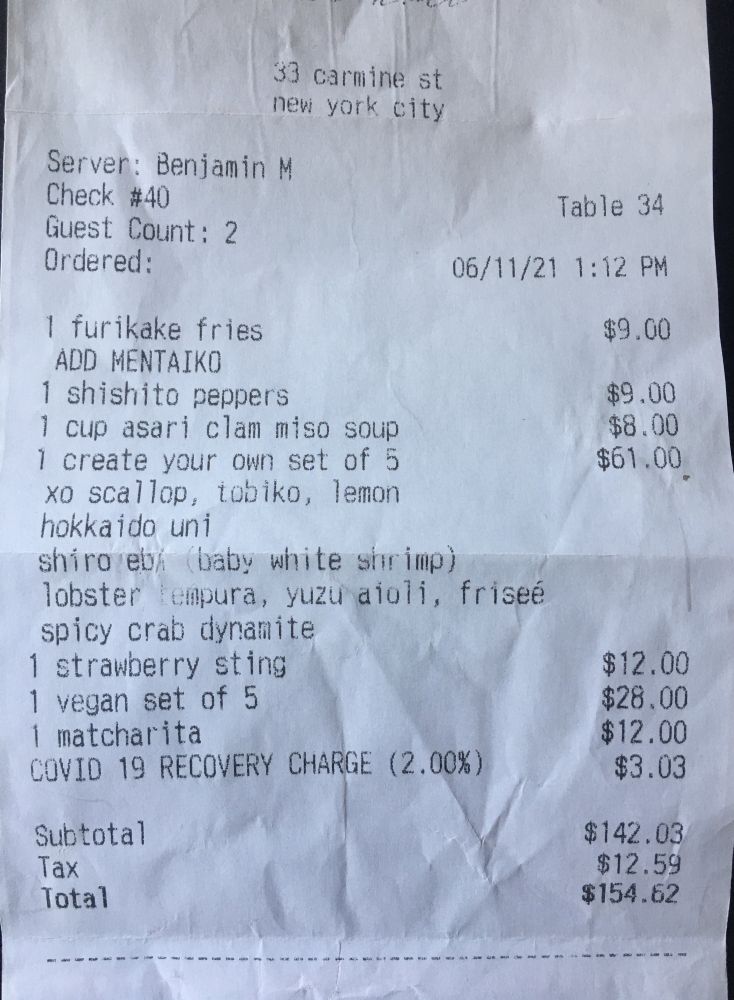 33 carmine st
new york city
Server: Benjamin M
Check #40
Table 34
Guest Count: 2
Ordered:
06/11/21 1:12 PM
1 furikake fries $9.00
ADD MENTAIKO
1 shishito peppers $9.00
1 cup asari clam miso soup $8.00
1 create your own set of 5 $61.00
xo scallop, tobiko, lemon
hokkaido uni
shiro ebi (baby white shrimp)
lobster tempura, yuzu aioli, friseé
spicy crab dynamite
1 strawberry sting $12.00
1 vegan set of 5 $28.00
1 matcharita $12.00
COVID 19 RECOVERY CHARGE (2.00%) $3.03
Subtotal $142.03
Tax $12.59
Total $154.62